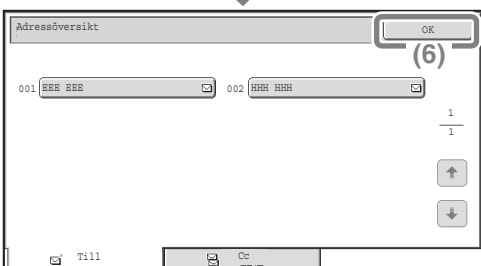 Adressöversikt
OK
(6)
001 EEE EEE
002 HHH HHH
1
1
Till
Cc